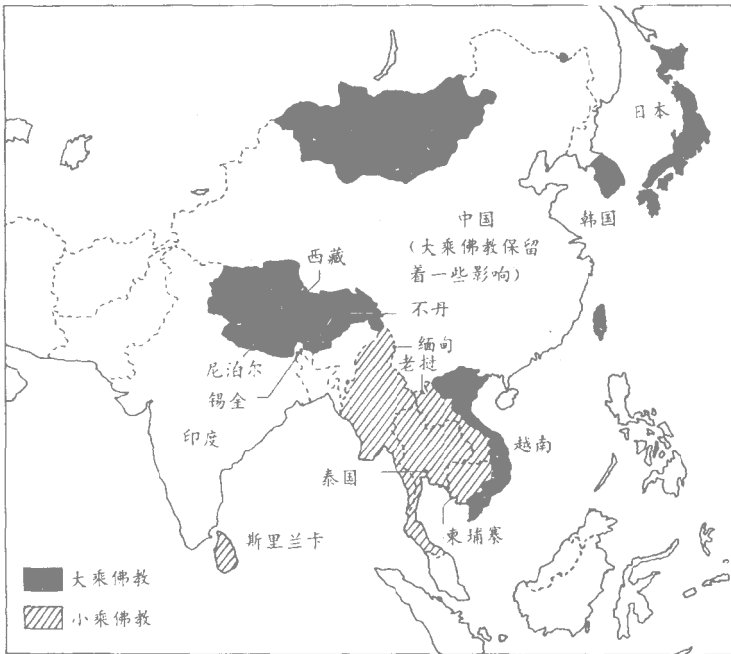 日本
中国
韩国
(大乘佛教保留
着一些影响)
西藏
不丹
缅甸
老挝
尼泊尔
锡金
印度
越南
泰国
柬埔寨
斯里兰卡
大乘佛教
小乘佛教